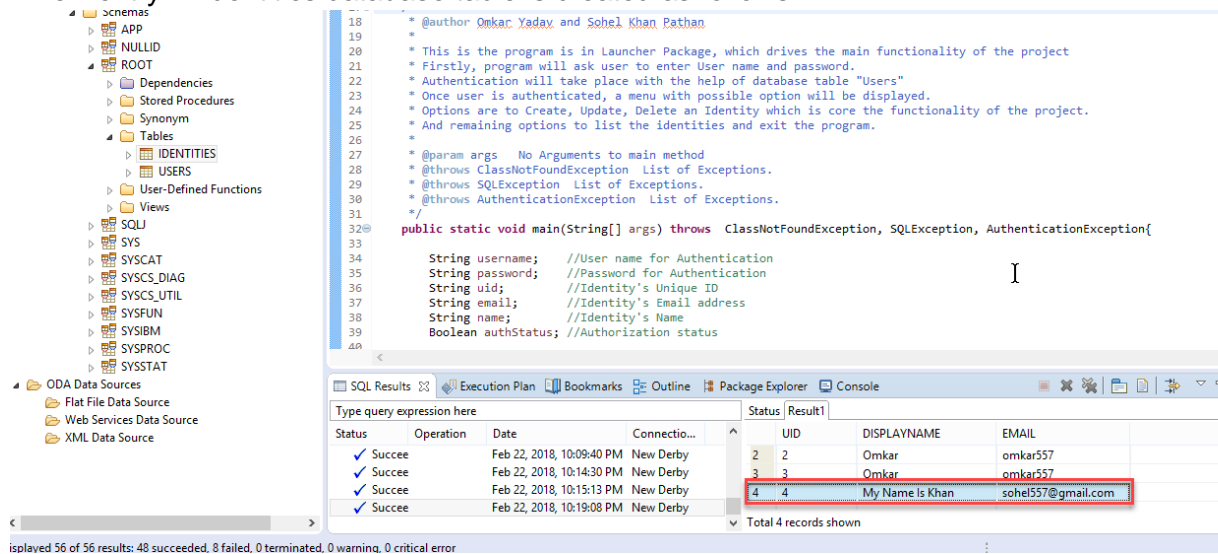 Schemas
APP
NULLID
ROOT
Dependencies
Stored Procedures
Synonym
Tables
IDENTITIES
USERS
User-Defined Functions
Views
SQLJ
SYS
SYSCAT
SYSCS_DIAG
SYSCS_UTIL
SYSFUN
SYSIBM
SYSPROC
SYSSTAT
ODA Data Sources
Flat File Data Source
Web Services Data Source
XML Data Source
18 * @author Omkar Yadav and Sohel Khan Pathan
19 *
20 * This is the program is in Launcher Package, which drives the main functionality of the project
21 * Firstly, program will ask user to enter User name and password.
22 * Authentication will take place with the help of database table "Users"
23 * Once user is authenticated, a menu with possible option will be displayed.
24 * Options are to Create, Update, Delete an Identity which is core the functionality of the project.
25 * And remaining options to list the identities and exit the program.
26 *
27 * @param args   No Arguments to main method
28 * @throws ClassNotFoundException  List of Exceptions.
29 * @throws SQLException  List of Exceptions.
30 * @throws AuthenticationException  List of Exceptions.
31 */
32 public static void main(String[] args) throws  ClassNotFoundException, SQLException, AuthenticationException{
33
34 String username;    //User name for Authentication
35 String password;    //Password for Authentication
36 String uid;         //Identity's Unique ID
37 String email;       //Identity's Email address
38 String name;        //Identity's Name
39 Boolean authStatus; //Authorization status
40
SQL Results Execution Plan Bookmarks Outline Package Explorer Console
Type query expression here
Status Operation Date Connectio...
Succee Feb 22, 2018, 10:09:40 PM New Derby
Succee Feb 22, 2018, 10:14:30 PM New Derby
Succee Feb 22, 2018, 10:15:13 PM New Derby
Succee Feb 22, 2018, 10:19:08 PM New Derby
Status Result1
UID DISPLAYNAME EMAIL
2 2 Omkar omkar557
3 3 Omkar omkar557
4 4 My Name Is Khan sohel557@gmail.com
Total 4 records shown
isplayed 56 of 56 results: 48 succeeded, 8 failed, 0 terminated, 0 warning, 0 critical error